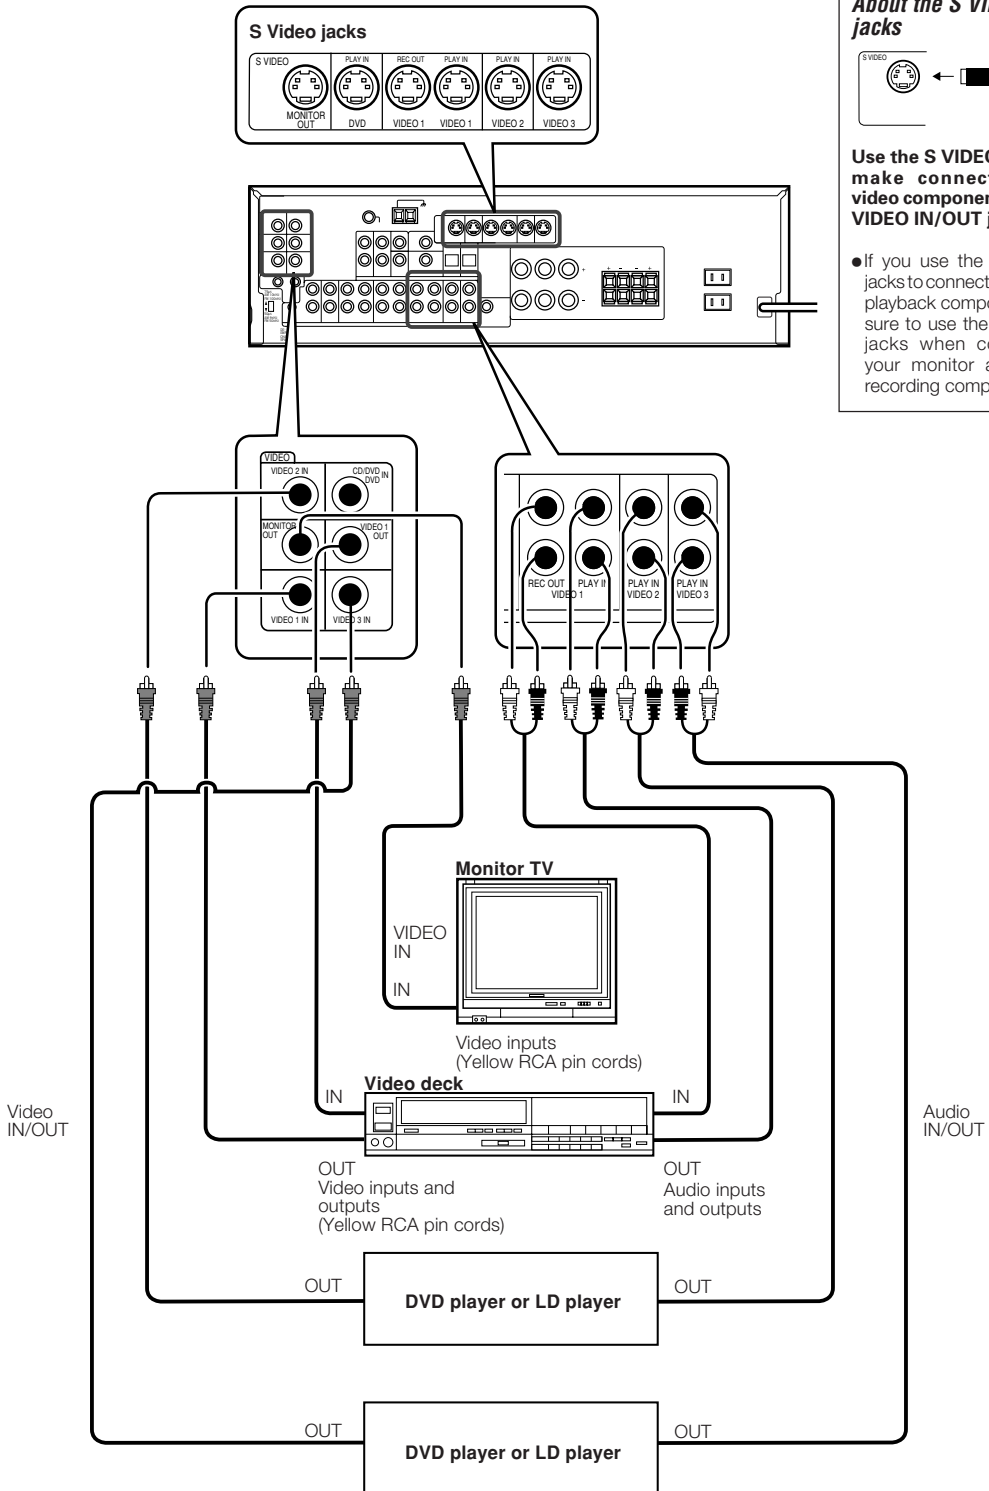 S Video jacks
S VIDEO
PLAY IN
REC OUT
PLAY IN
PLAY IN
PLAY IN
MONITOR
OUT
DVD
VIDEO 1
VIDEO 1
VIDEO 2
VIDEO 3
About the S VI
jacks
S VIDEO
Use the S VIDEO
make connect
video componen
VIDEO IN/OUT j
●If you use the
jacks to connect
playback compo
sure to use the
jacks when co
your monitor a
recording comp
VIDEO
VIDEO 2 IN
CD/DVD IN
DVD
MONITOR
OUT
VIDEO 1
OUT
VIDEO 1 IN
VIDEO 3 IN
REC OUT
PLAY IN
VIDEO 1
PLAY IN
VIDEO 2
PLAY IN
VIDEO 3
Monitor TV
VIDEO
IN
IN
Video inputs
(Yellow RCA pin cords)
Video deck
IN
IN
Video
IN/OUT
Audio
IN/OUT
OUT
Video inputs and
outputs
(Yellow RCA pin cords)
OUT
Audio inputs
and outputs
OUT
DVD player or LD player
OUT
OUT
DVD player or LD player
OUT